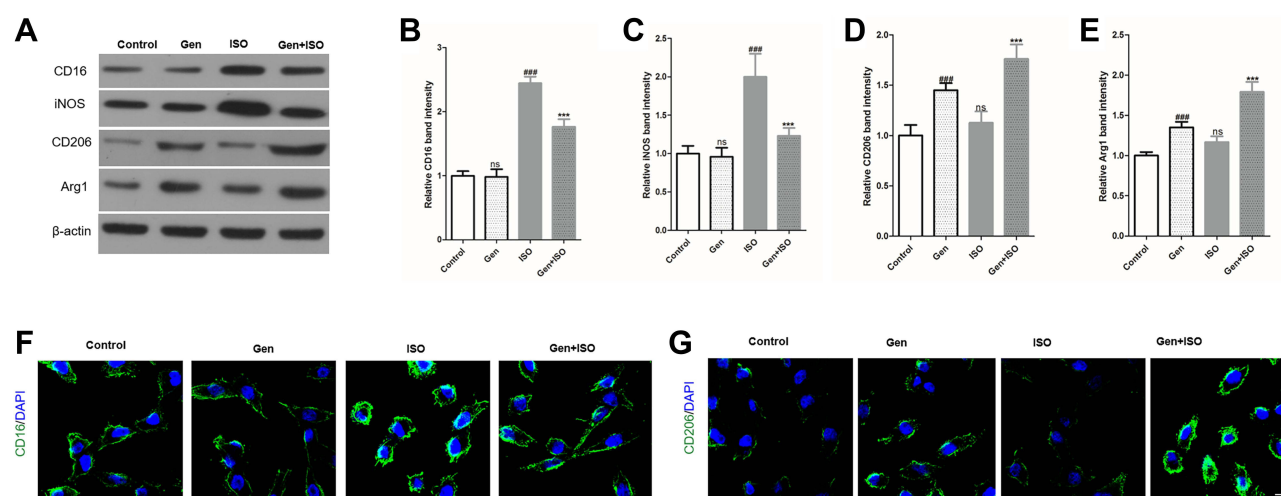 A
Control Gen ISO Gen+ISO
CD16
iNOS
CD206
Arg1
β-actin
B
Relative CD16 band intensity
3
2
1
0
ns
###
***
Control Gen ISO Gen+ISO
C
Relative iNOS band intensity
2.5
2.0
1.5
1.0
0.5
0.0
ns
###
***
Control Gen ISO Gen+ISO
D
Relative CD206 band intensity
2.0
1.5
1.0
0.5
0.0
###
ns
***
Control Gen ISO Gen+ISO
E
Relative Arg1 band intensity
2.5
2.0
1.5
1.0
0.5
0.0
###
ns
***
Control Gen ISO Gen+ISO
F
Control Gen ISO Gen+ISO
CD16/DAPI
G
Control Gen ISO Gen+ISO
CD206/DAPI